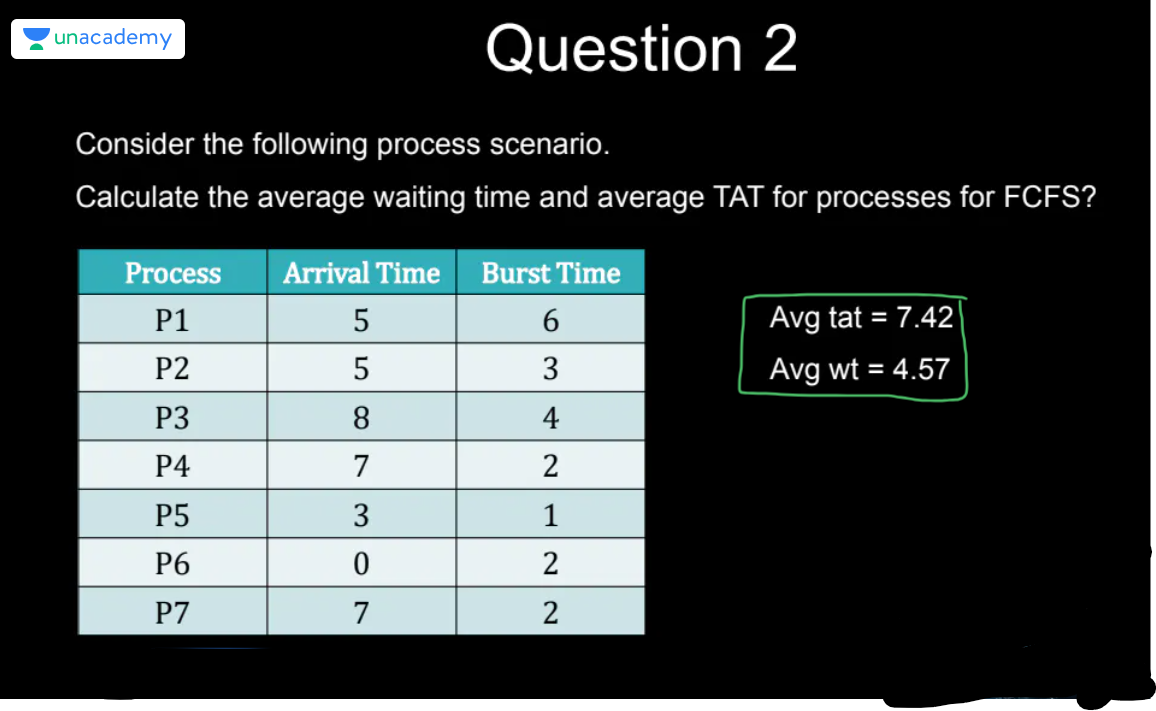 unacademy
Question 2
Consider the following process scenario.
Calculate the average waiting time and average TAT for processes for FCFS?
Process Arrival Time Burst Time
P1 5 6
P2 5 3
P3 8 4
P4 7 2
P5 3 1
P6 0 2
P7 7 2
Avg tat = 7.42
Avg wt = 4.57